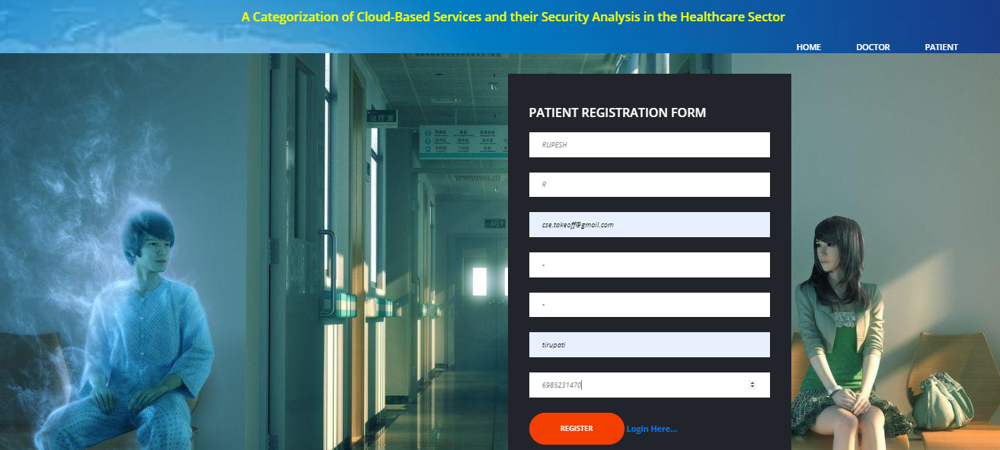 A Categorization of Cloud-Based Services and their Security Analysis in the Healthcare Sector
HOME DOCTOR PATIENT
治疗室
PATIENT REGISTRATION FORM
RUPESH
R
cse.takeoff@gmail.com
-
-
tirupati
6985231470
REGISTER Login Here...